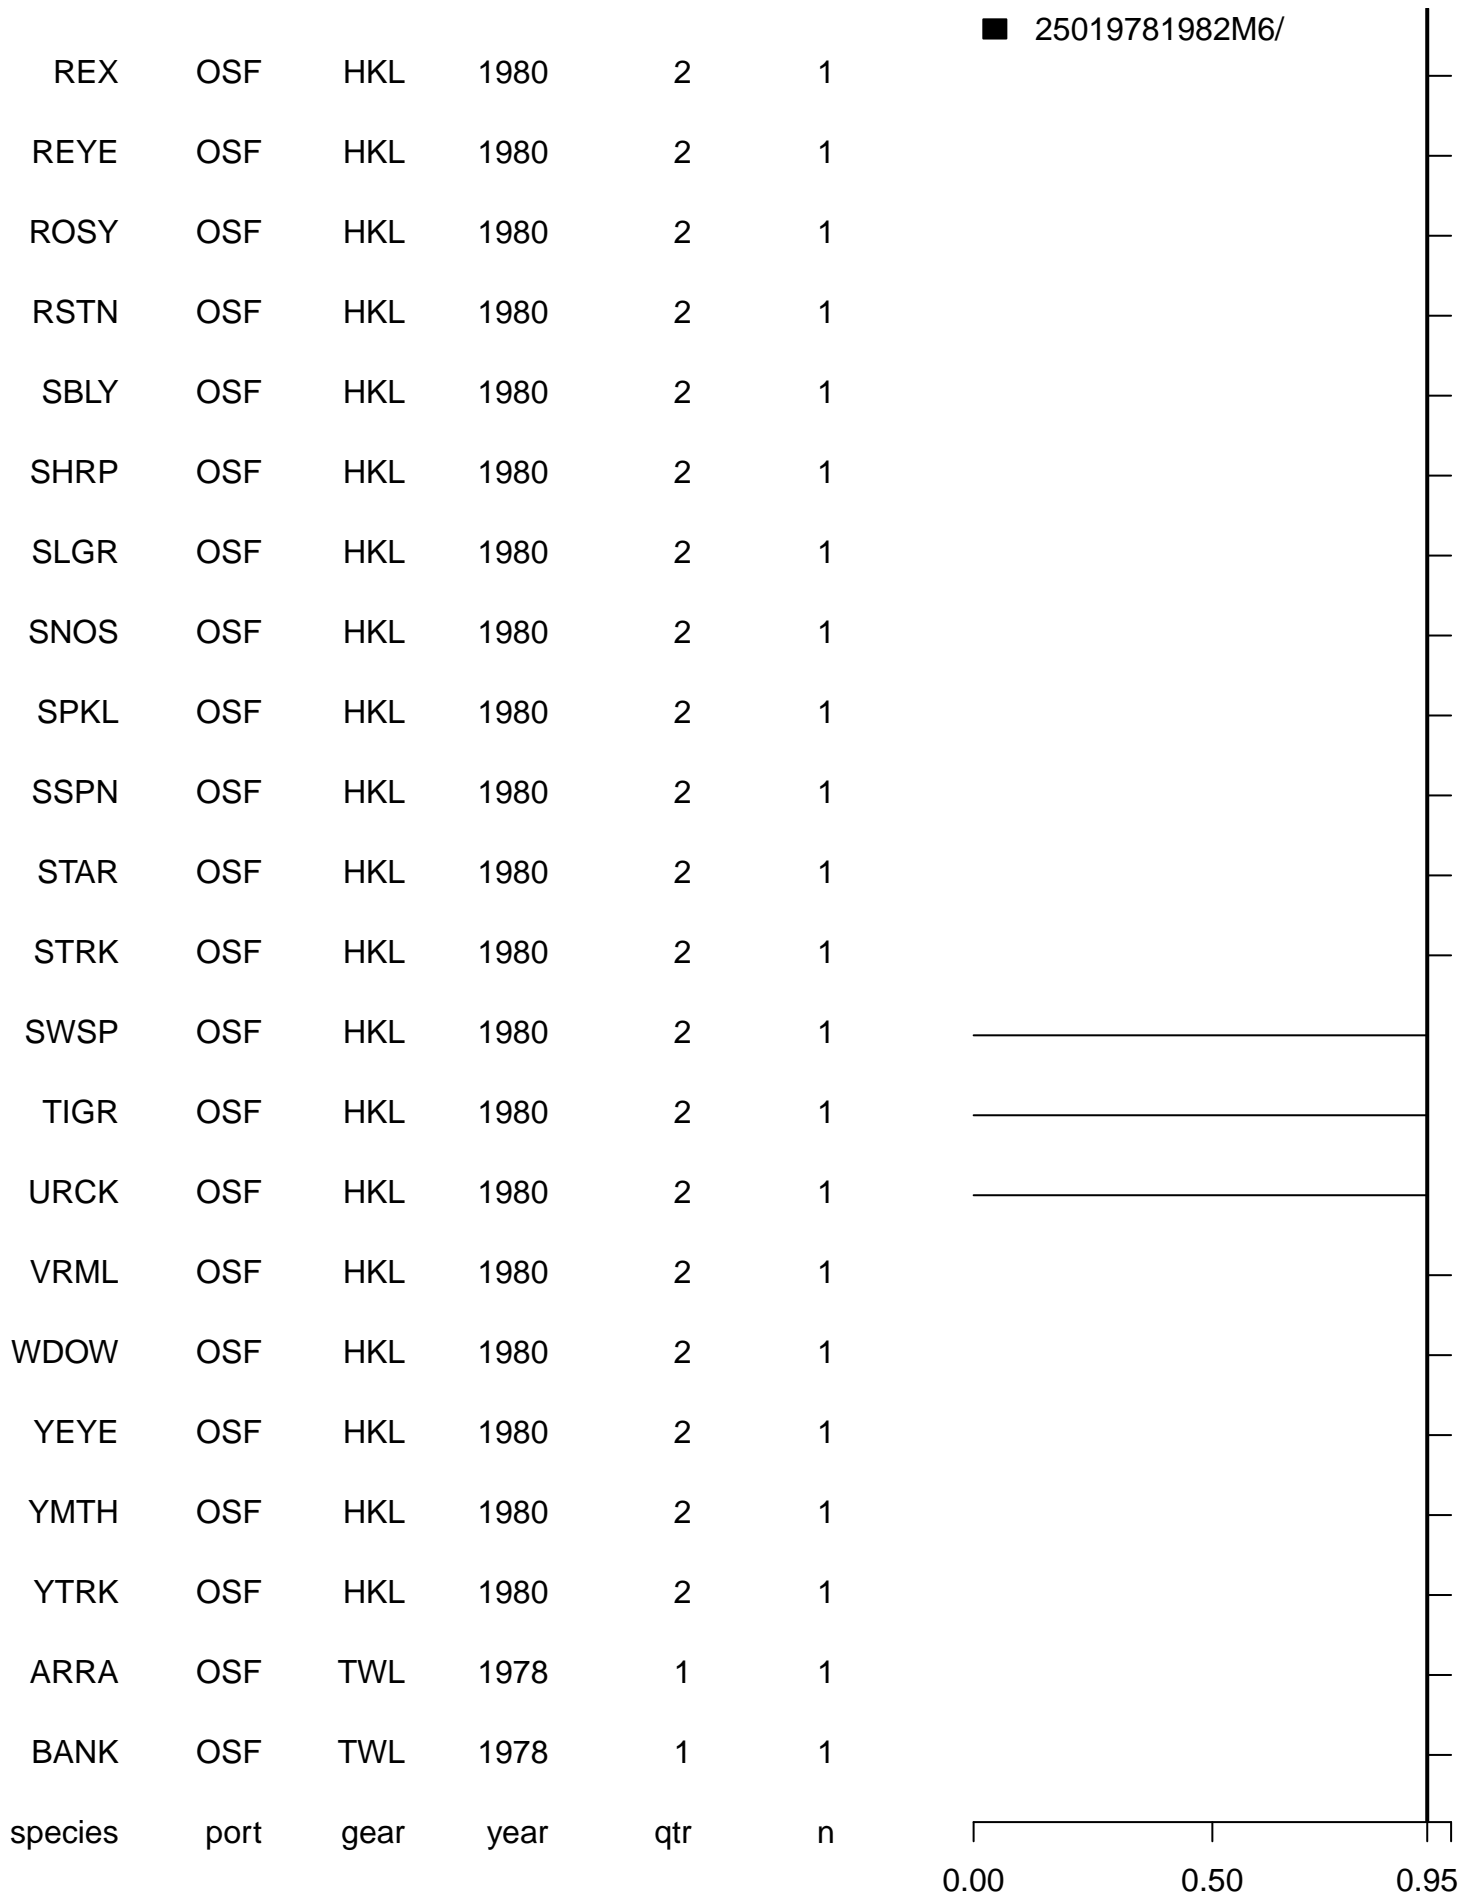 25019781982M6/
REX OSF HKL 1980 2 1
REYE OSF HKL 1980 2 1
ROSY OSF HKL 1980 2 1
RSTN OSF HKL 1980 2 1
SBLY OSF HKL 1980 2 1
SHRP OSF HKL 1980 2 1
SLGR OSF HKL 1980 2 1
SNOS OSF HKL 1980 2 1
SPKL OSF HKL 1980 2 1
SSPN OSF HKL 1980 2 1
STAR OSF HKL 1980 2 1
STRK OSF HKL 1980 2 1
SWSP OSF HKL 1980 2 1
TIGR OSF HKL 1980 2 1
URCK OSF HKL 1980 2 1
VRML OSF HKL 1980 2 1
WDOW OSF HKL 1980 2 1
YEYE OSF HKL 1980 2 1
YMTH OSF HKL 1980 2 1
YTRK OSF HKL 1980 2 1
ARRA OSF TWL 1978 1 1
BANK OSF TWL 1978 1 1
species port gear year qtr n
0.00 0.50 0.95